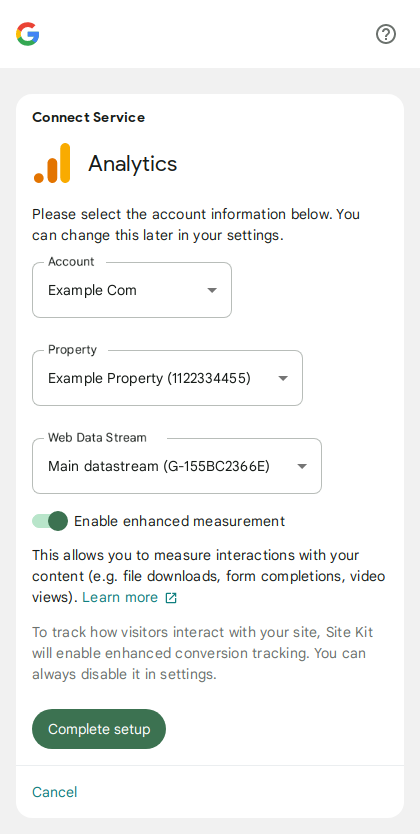 Connect Service
Analytics
Please select the account information below. You
can change this later in your settings.
Account
Example Com
Property
Example Property (1122334455)
Web Data Stream
Main datastream (G-155BC2366E)
Enable enhanced measurement
This allows you to measure interactions with your
content (e.g. file downloads, form completions, video
views). Learn more
To track how visitors interact with your site, Site Kit
will enable enhanced conversion tracking. You can
always disable it in settings.
Complete setup
Cancel